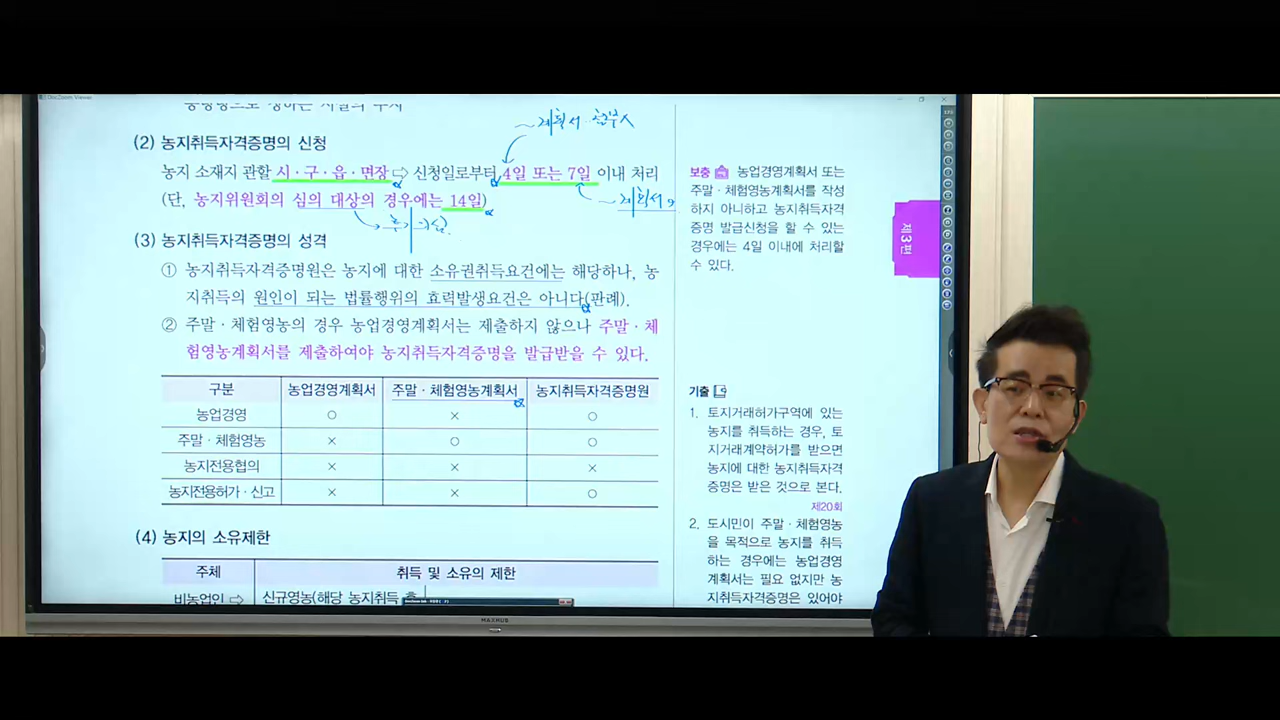 DocZoom Viewer
(2) 농지취득자격증명의 신청
계획서 첨부시
농지 소재지 관할 시·구·읍·면장 ⇨ 신청일로부터 4일 또는 7일 이내 처리
(단, 농지위원회의 심의 대상의 경우에는 14일)
계획서
(3) 농지취득자격증명의 성격
① 농지취득자격증명원은 농지에 대한 소유권취득요건에는 해당하나, 농
지취득의 원인이 되는 법률행위의 효력발생요건은 아니다(판례).
② 주말·체험영농의 경우 농업경영계획서는 제출하지 않으나 주말·체
험영농계획서를 제출하여야 농지취득자격증명을 발급받을 수 있다.
구분 농업경영계획서 주말·체험영농계획서 농지취득자격증명원
농업경영 ○ × ○
주말·체험영농 × ○ ○
농지전용협의 × × ×
농지전용허가·신고 × × ○
(4) 농지의 소유제한
주체 취득 및 소유의 제한
비농업인 ⇨ 신규영농(해당 농지취득 후
보충 농업경영계획서 또는
주말·체험영농계획서를 작성
하지 아니하고 농지취득자격
증명 발급신청을 할 수 있는
경우에는 4일 이내에 처리할
수 있다.
제3편
기출
1. 토지거래허가구역에 있는
농지를 취득하는 경우, 토
지거래계약허가를 받으면
농지에 대한 농지취득자격
증명은 받은 것으로 본다.
제20회
2. 도시민이 주말·체험영농
을 목적으로 농지를 취득
하는 경우에는 농업경영
계획서는 필요 없지만 농
지취득자격증명은 있어야
MAXHUB